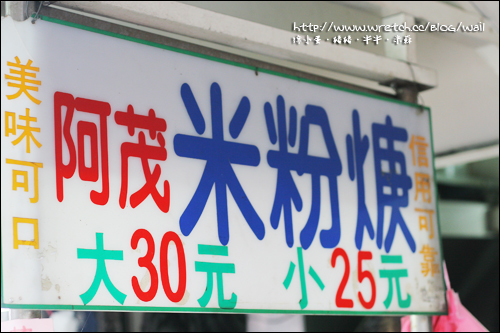 http://www.wretch.cc/blog/wail
美味可口
阿茂米粉焿
信用可靠
大30元 小25元